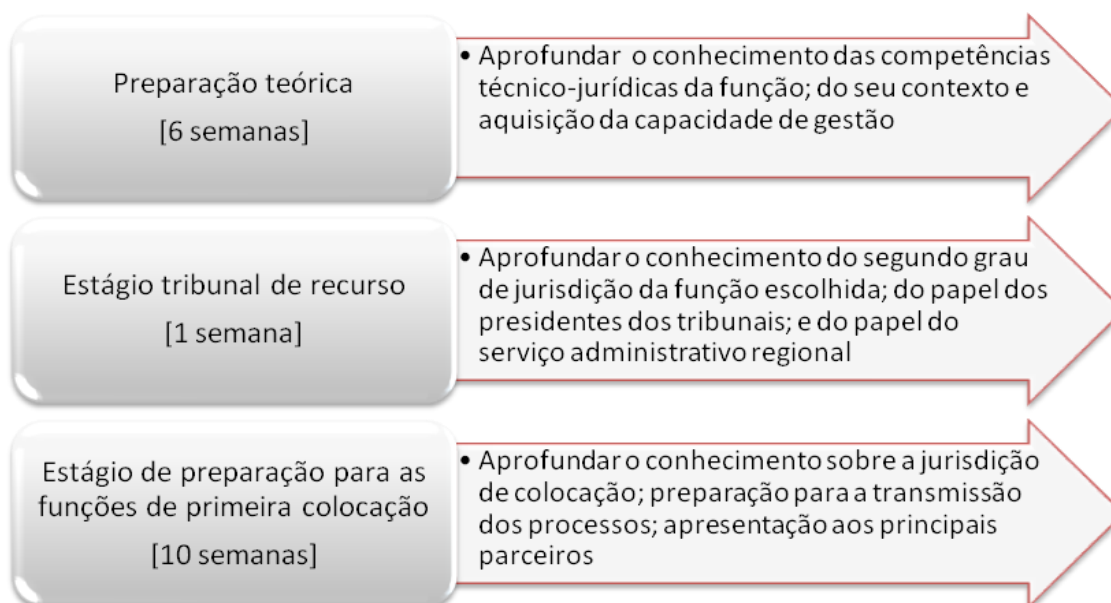 Preparação teórica
[6 semanas]
• Aprofundar o conhecimento das competências
técnico-jurídicas da função; do seu contexto e
aquisição da capacidade de gestão
Estágio tribunal de recurso
[1 semana]
• Aprofundar o conhecimento do segundo grau
de jurisdição da função escolhida; do papel dos
presidentes dos tribunais; e do papel do
serviço administrativo regional
Estágio de preparação para as
funções de primeira colocação
[10 semanas]
• Aprofundar o conhecimento sobre a jurisdição
de colocação; preparação para a transmissão
dos processos; apresentação aos principais
parceiros